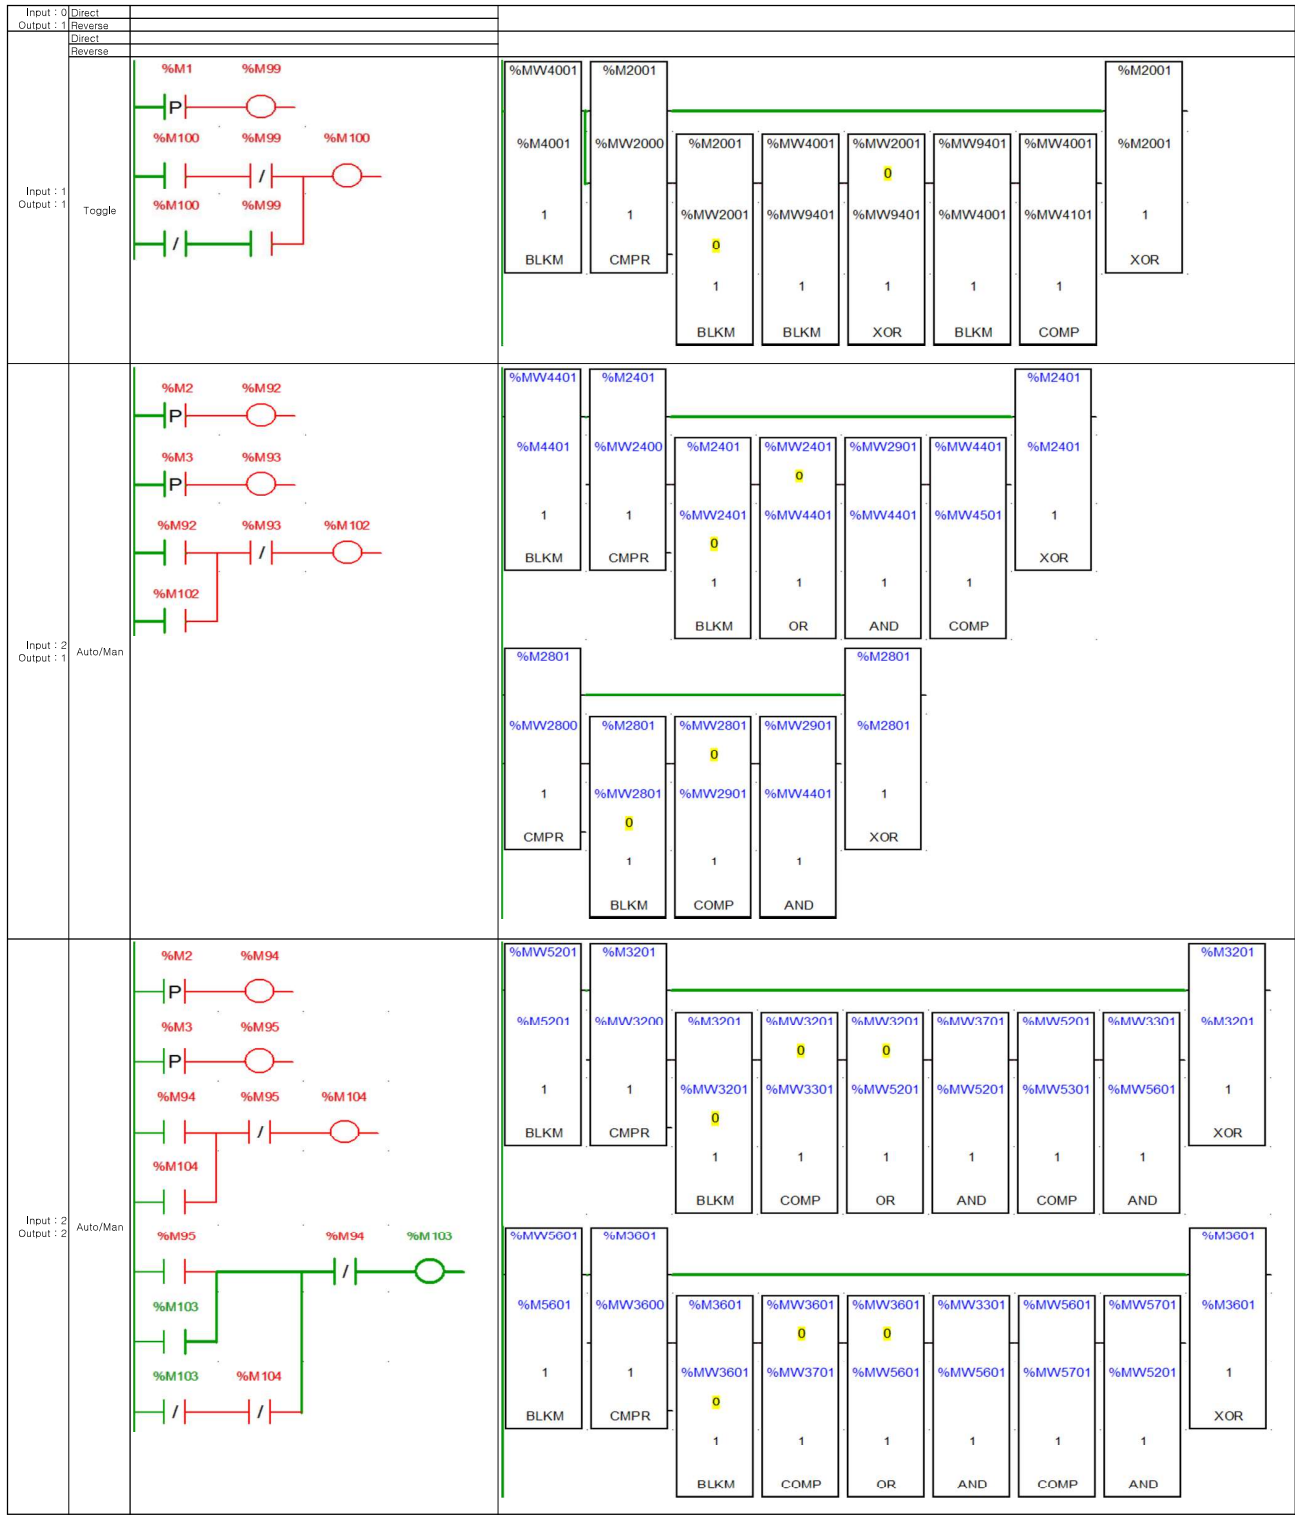 Input : 0 Direct
Output : 1 Reverse
Direct
Reverse
Input : 1
Output : 1
Toggle
%M1 %M99
P
%M100 %M99 %M100
/
%M100 %M99
/
%MW4001 %M2001 %M2001
%M4001 %MW2000 %M2001 %MW4001 %MW2001 %MW9401 %MW4001 %M2001
0
1 1 %MW2001 %MW9401 %MW9401 %MW4001 %MW4101 1
0
BLKM CMPR XOR
1 1 1 1 1
BLKM BLKM XOR BLKM COMP
Input : 2
Output : 1
Auto/Man
%M2 %M92
P
%M3 %M93
P
%M92 %M93 %M102
/
%M102
%MW4401 %M2401 %M2401
%M4401 %MW2400 %M2401 %MW2401 %MW2901 %MW4401 %M2401
0
1 1 %MW2401 %MW4401 %MW4401 %MW4501 1
0
BLKM CMPR XOR
1 1 1 1
BLKM OR AND COMP
%M2801 %M2801
%MW2800 %M2801 %MW2801 %MW2901 %M2801
0
1 %MW2801 %MW2901 %MW4401 1
0
CMPR XOR
1 1 1
BLKM COMP AND
Input : 2
Output : 2
Auto/Man
%M2 %M94
P
%M3 %M95
P
%M94 %M95 %M104
/
%M104
%M95 %M94 %M103
/
%M103
%M103 %M104
/ /
%MW5201 %M3201 %M3201
%M5201 %MW3200 %M3201 %MW3201 %MW3201 %MW3701 %MW5201 %MW3301 %M3201
0 0
1 1 %MW3201 %MW3301 %MW5201 %MW5201 %MW5301 %MW5601 1
0
BLKM CMPR XOR
1 1 1 1 1 1
BLKM COMP OR AND COMP AND
%MW5601 %M3601 %M3601
%M5601 %MW3600 %M3601 %MW3601 %MW3601 %MW3301 %MW5601 %MW5701 %M3601
0 0
1 1 %MW3601 %MW3701 %MW5601 %MW5601 %MW5701 %MW5201 1
0
BLKM CMPR XOR
1 1 1 1 1 1
BLKM COMP OR AND COMP AND